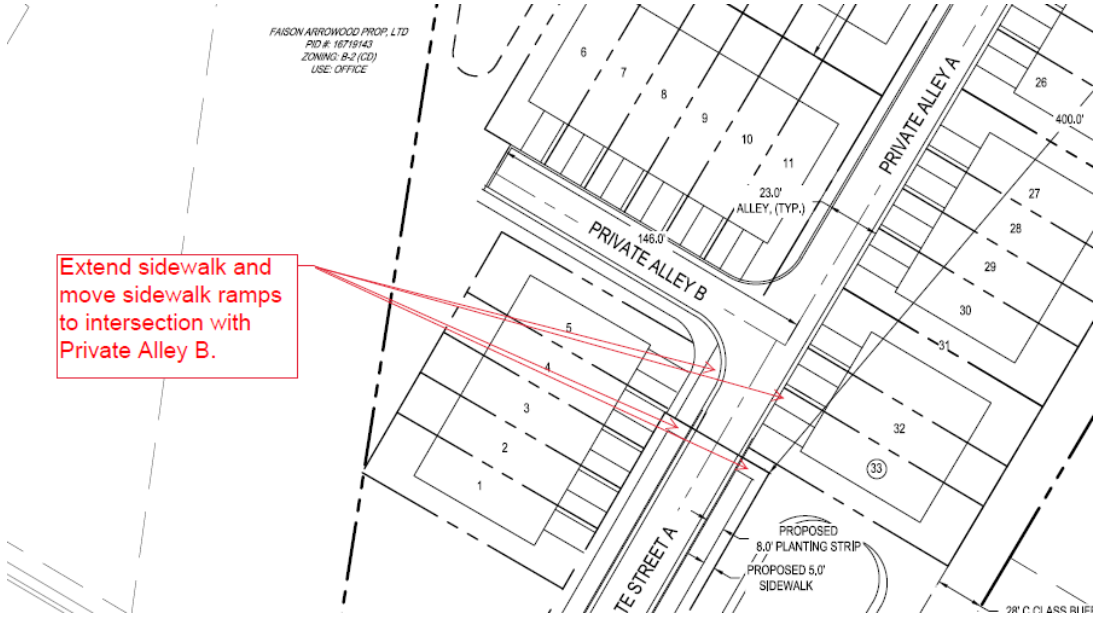 FAISON ARROWOOD PROP, LTD
PID #: 16719143
ZONING: B-2 (CD)
USE: OFFICE
6
7
8
9
10
11
PRIVATE ALLEY A
26
400.0'
27
28
29
30
31
32
33
23.0'
ALLEY, (TYP.)
146.0'
PRIVATE ALLEY B
Extend sidewalk and
move sidewalk ramps
to intersection with
Private Alley B.
5
4
3
2
1
TE STREET A
PROPOSED
8.0' PLANTING STRIP
PROPOSED 5.0'
SIDEWALK
28' C CLASS BUF